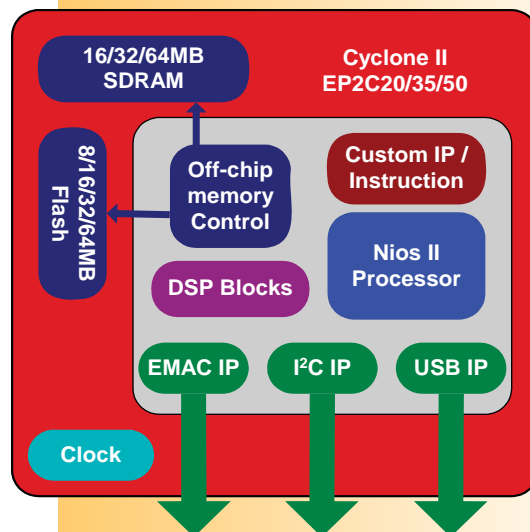 16/32/64MB
SDRAM
Cyclone II
EP2C20/35/50
8/16/32/64MB
Flash
Off-chip
memory
Control
Custom IP /
Instruction
Nios II
Processor
DSP Blocks
EMAC IP
I²C IP
USB IP
Clock